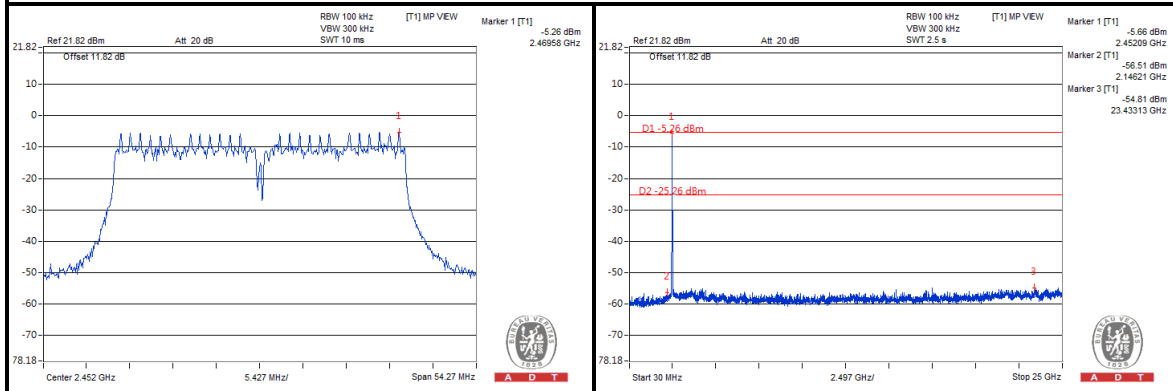 RBW 100 kHz [T1] MP VIEW
VBW 300 kHz
Ref 21.82 dBm Att 20 dB SWT 10 ms
Marker 1 [T1]
-5.26 dBm
2.46958 GHz
21.82
Offset 11.82 dB
10
0
-10
-20
-30
-40
-50
-60
-70
78.18
1
Center 2.452 GHz 5.427 MHz/ Span 54.27 MHz
BUREAU VERITAS
1828
A D T
RBW 100 kHz [T1] MP VIEW
VBW 300 kHz
Ref 21.82 dBm Att 20 dB SWT 2.5 s
Marker 1 [T1]
-5.66 dBm
2.45209 GHz
Marker 2 [T1]
-56.51 dBm
2.14621 GHz
Marker 3 [T1]
-54.81 dBm
23.43313 GHz
21.82
Offset 11.82 dB
10
0
-10
-20
-30
-40
-50
-60
-70
78.18
1
D1 -5.26 dBm
D2 -25.26 dBm
2
3
Start 30 MHz 2.497 GHz/ Stop 25 GHz
BUREAU VERITAS
1828
A D T